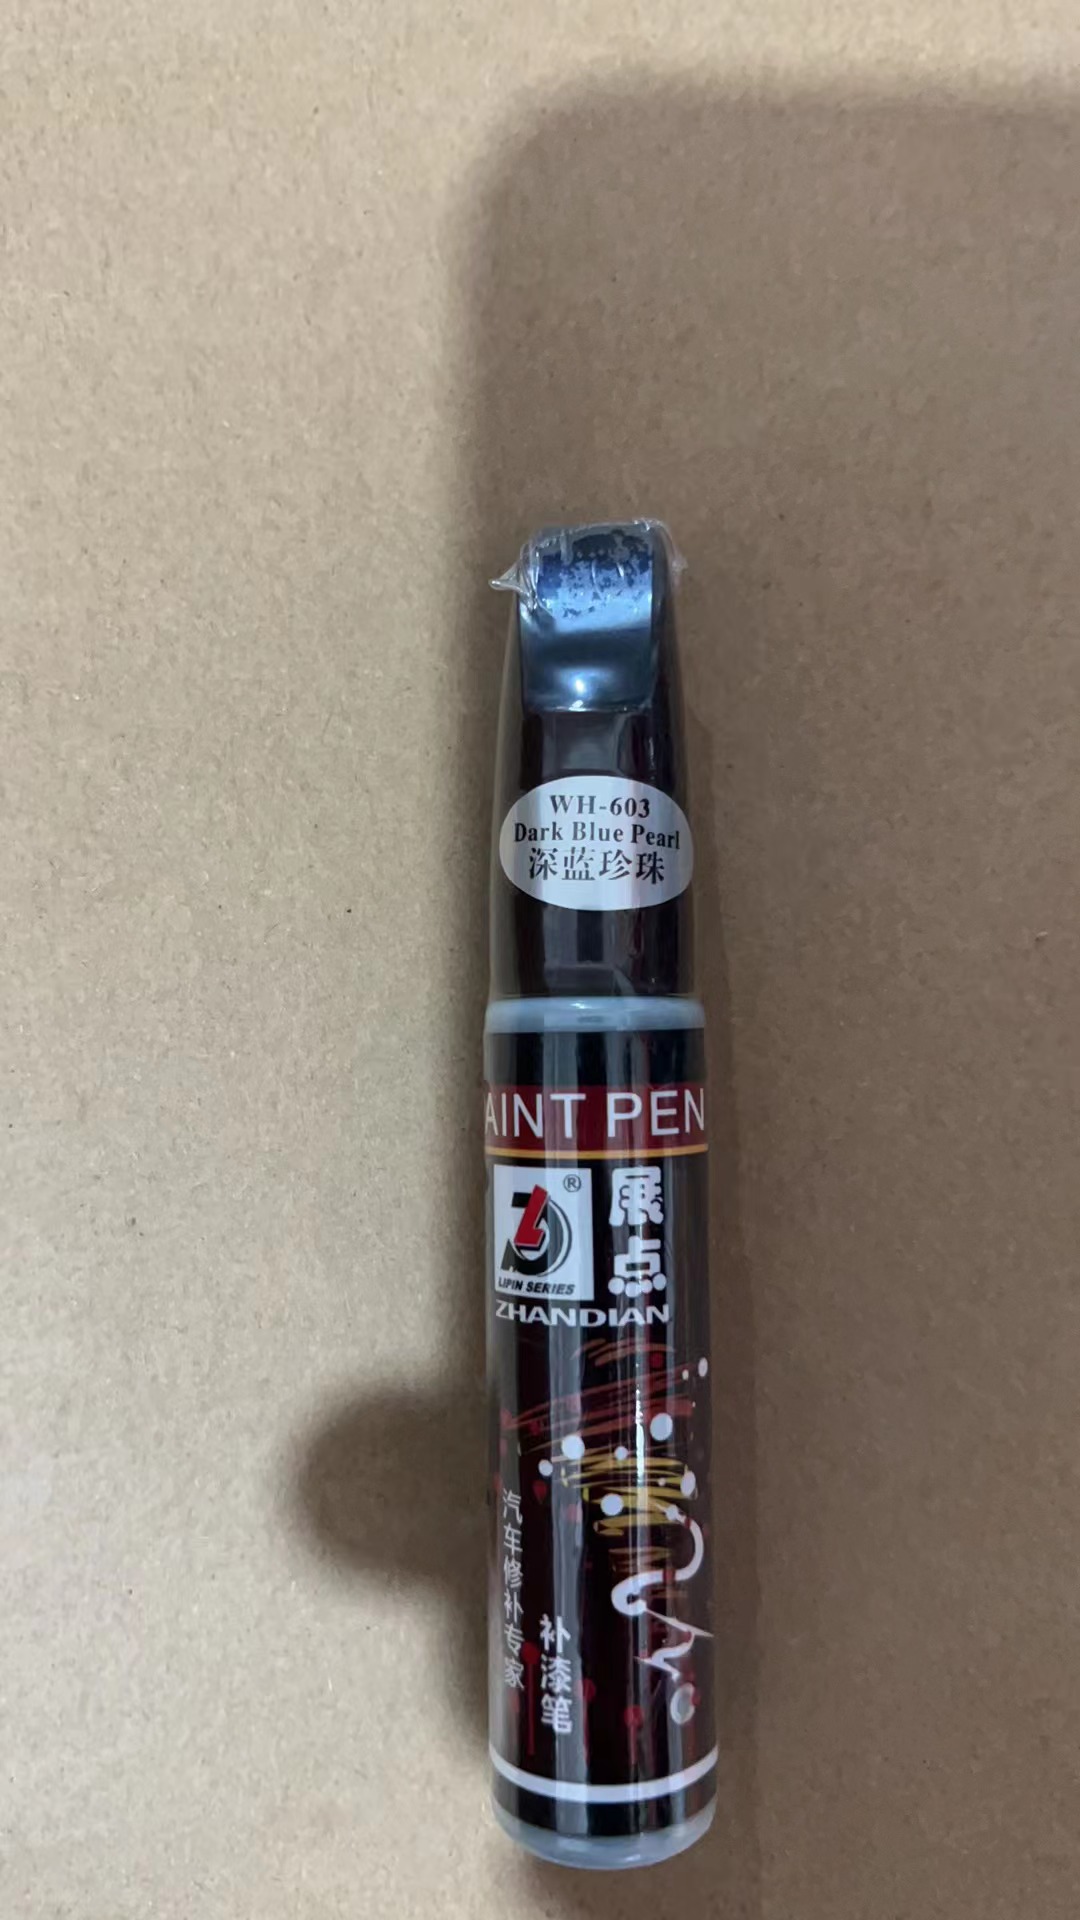 WH-603
Dark Blue Pearl
深蓝珍珠
AINT PEN
®
展点
LIPIN SERIES
ZHANDIAN
汽车修补专家
补漆笔